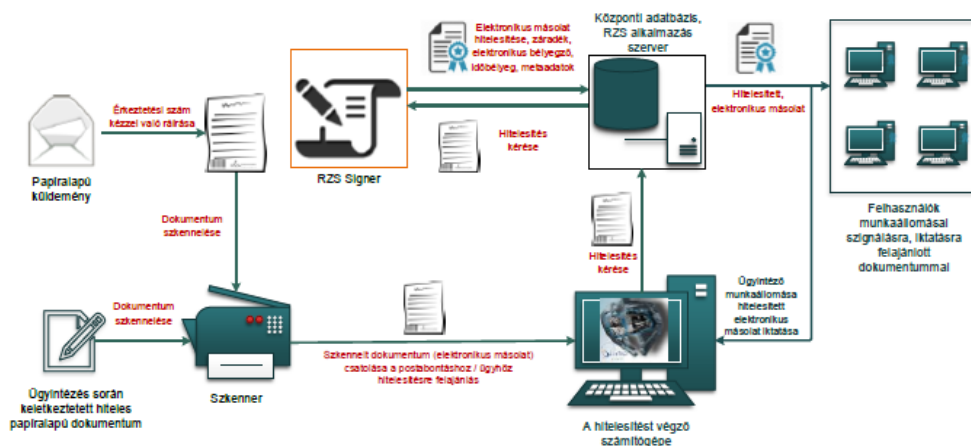 Elektronikus másolat
hitelesítése, záradék,
elektronikus bélyegző,
időbélyeg, metaadatok
Központi adatbázis,
RZS alkalmazás
szerver
Érkeztetési szám
kézzel való ráírása
Hitelesített,
elektronikus másolat
Hitelesítés
kérése
Papíralapú
küldemény
RZS Signer
Felhasználók
munkaállomásai
szignálásra, iktatásra
felajánlott
dokumentummal
Dokumentum
szkennelése
Hitelesítés
kérése
Ügyintéző
munkaállomása
hitelesített
elektronikus
másolat iktatása
Dokumentum
szkennelése
Szkennelt dokumentum (elektronikus másolat)
csatolása a postabontáshoz / ügyhöz
hitelesítésre felajánlás
Szkenner
Ügyintézés során
keletkeztetett hiteles
papíralapú dokumentum
A hitelesítést végző
számítógépe